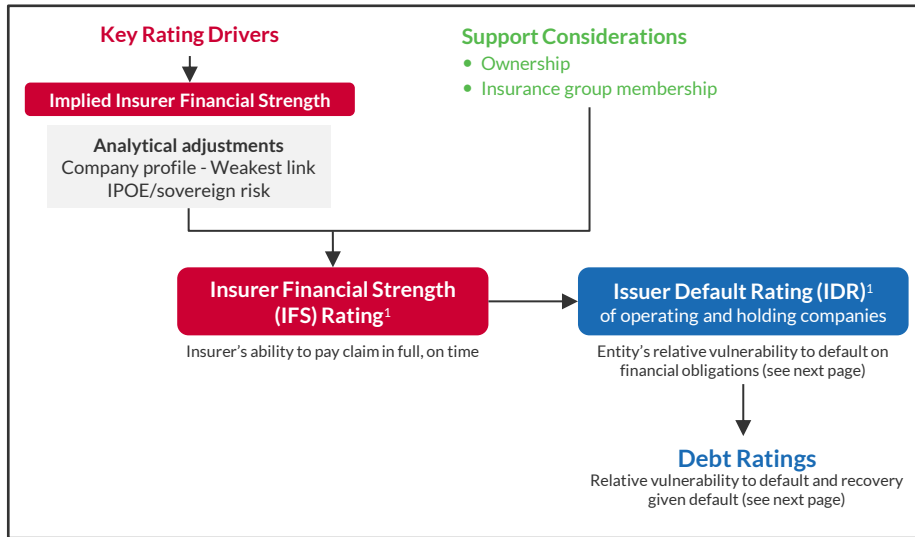 Key Rating Drivers
Implied Insurer Financial Strength
Analytical adjustments
Company profile - Weakest link
IPOE/sovereign risk
Support Considerations
• Ownership
• Insurance group membership
Insurer Financial Strength
(IFS) Rating¹
Insurer's ability to pay claim in full, on time
Issuer Default Rating (IDR)¹
of operating and holding companies
Entity's relative vulnerability to default on
financial obligations (see next page)
Debt Ratings
Relative vulnerability to default and recovery
given default (see next page)